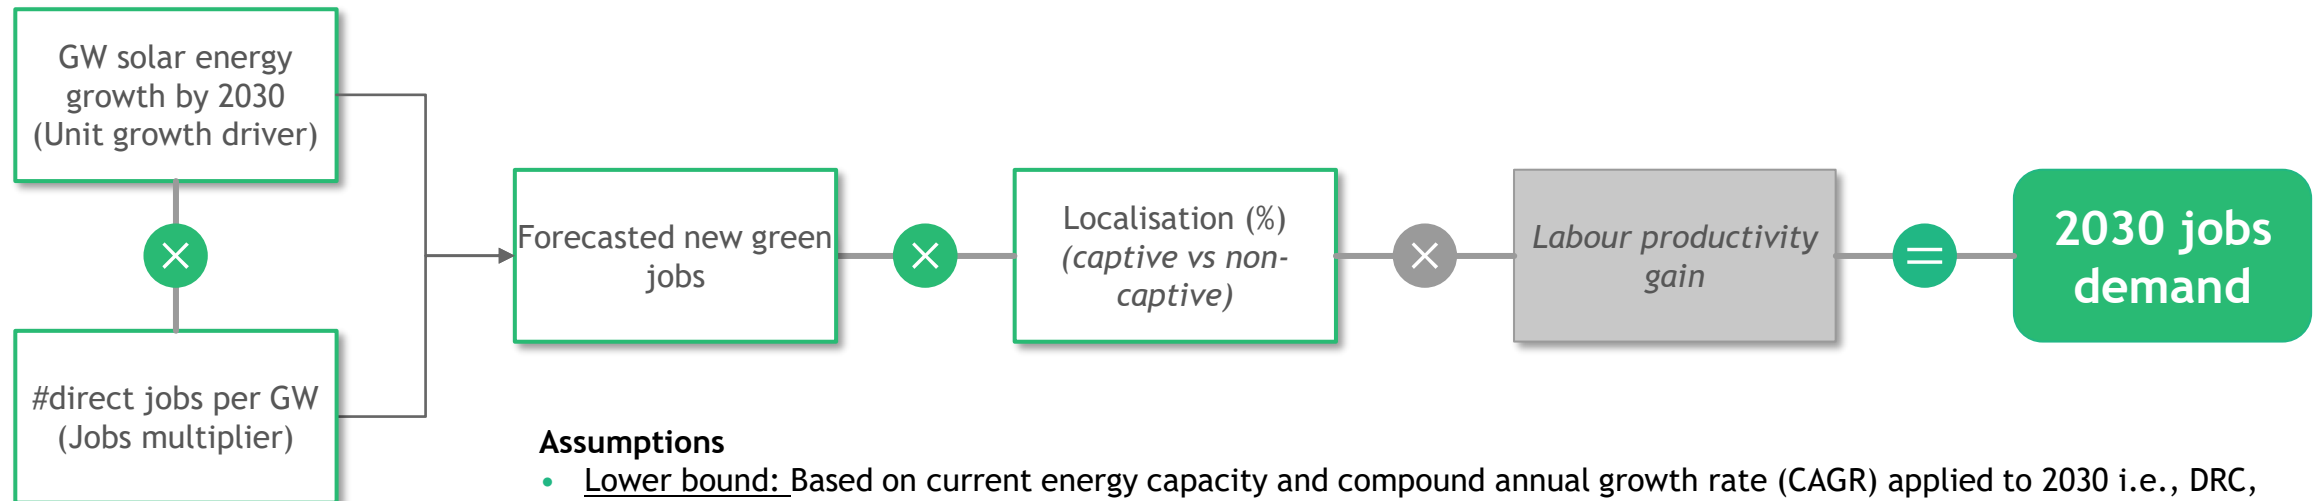 GW solar energy
growth by 2030
(Unit growth driver)
#direct jobs per GW
(Jobs multiplier)
Forecasted new green
jobs
Localisation (%)
(captive vs non-
captive)
Labour productivity
gain
2030 jobs
demand
Assumptions
• Lower bound: Based on current energy capacity and compound annual growth rate (CAGR) applied to 2030 i.e., DRC,